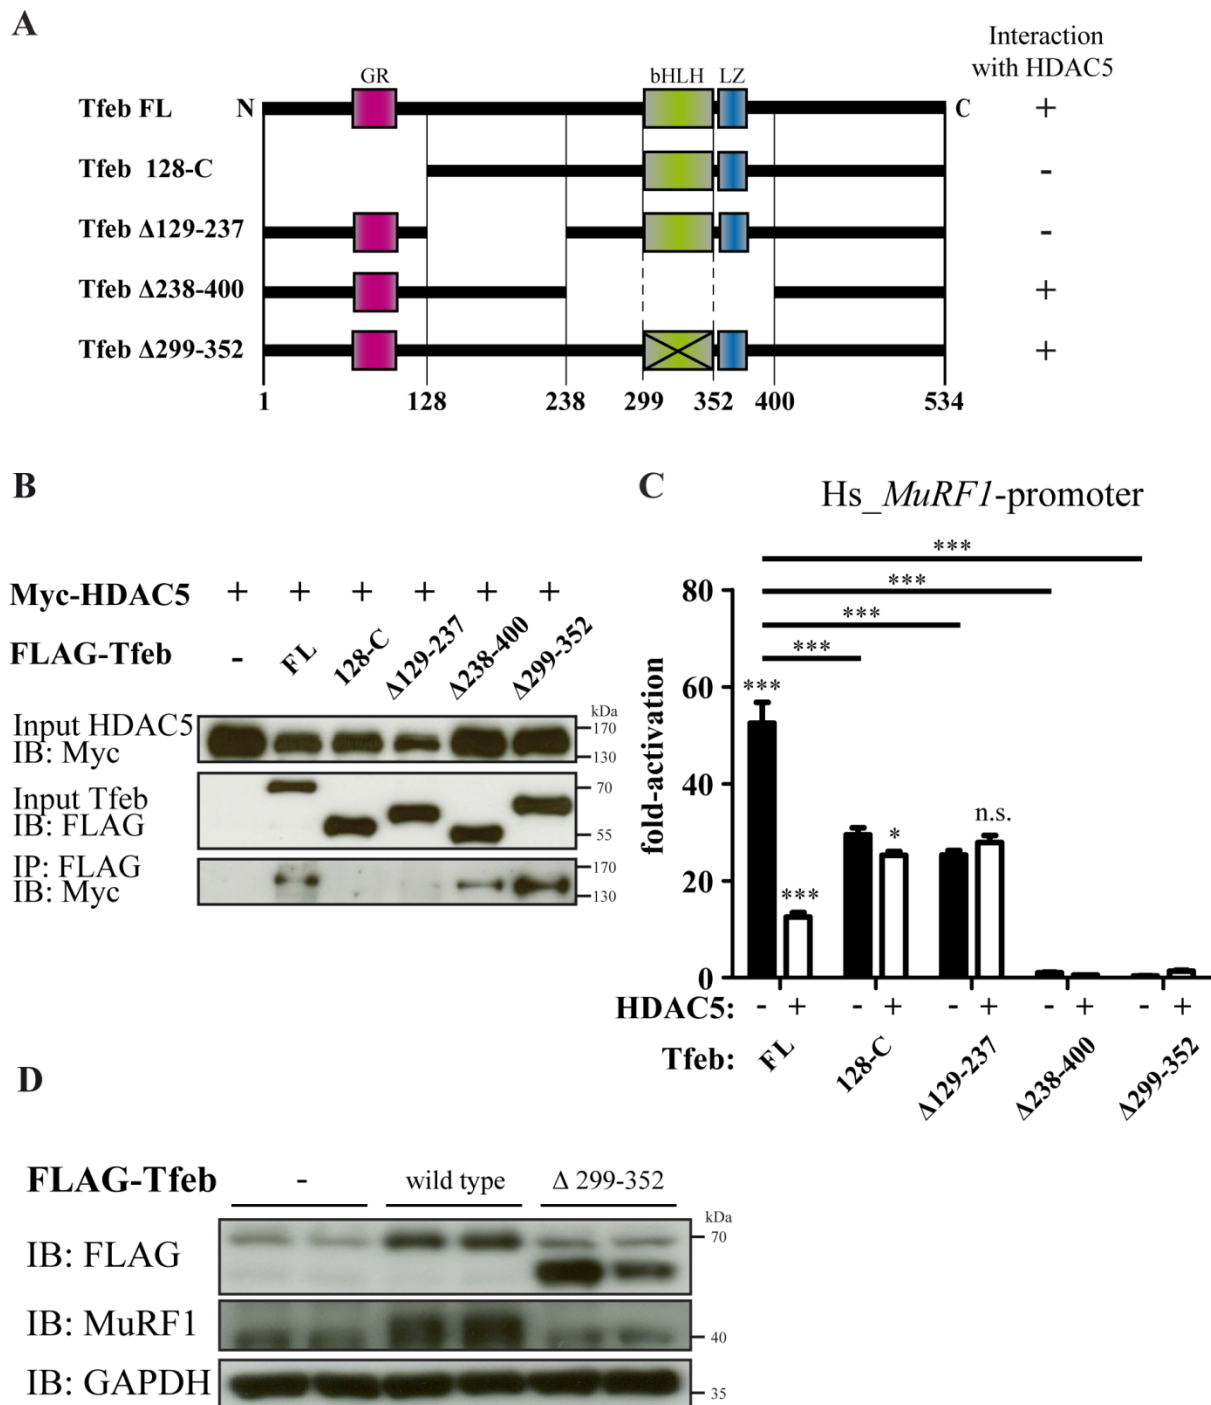 A
Interaction
with HDAC5
GR bHLH LZ
Tfeb FL N C +
Tfeb 128-C -
Tfeb Δ129-237 -
Tfeb Δ238-400 +
Tfeb Δ299-352 +
1 128 238 299 352 400 534
B
Myc-HDAC5 + + + + + +
FLAG-Tfeb - FL 128-C Δ129-237 Δ238-400 Δ299-352
kDa
Input HDAC5
IB: Myc
170
130
Input Tfeb
IB: FLAG
70
55
IP: FLAG
IB: Myc
170
130
C
Hs_MuRF1-promoter
***
***
***
***
fold-activation
80
60
40
20
0
***
***
*
n.s.
HDAC5: - + - + - + - + - +
Tfeb: FL 128-C Δ129-237 Δ238-400 Δ299-352
D
FLAG-Tfeb - wild type Δ 299-352
kDa
IB: FLAG
70
IB: MuRF1
40
IB: GAPDH
35